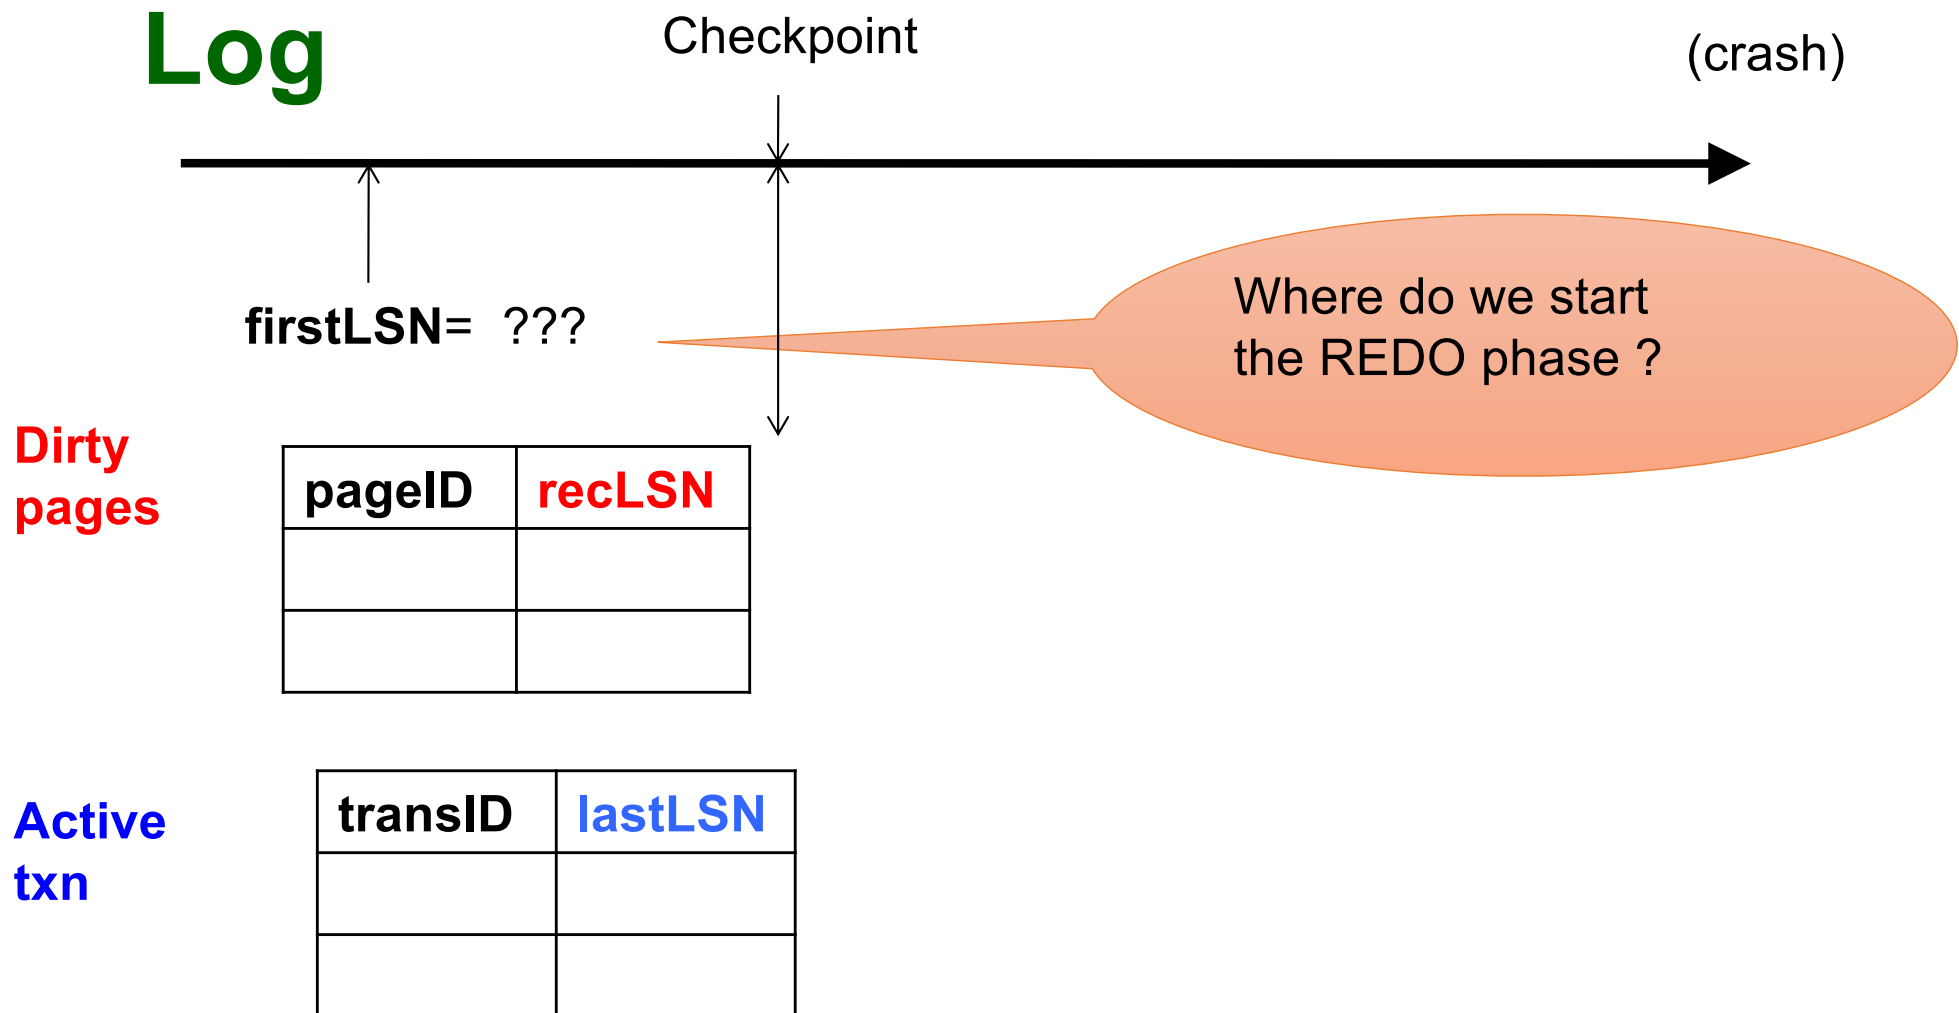 Log
Checkpoint
(crash)
firstLSN= ???
Where do we start
the REDO phase ?
Dirty
pages
pageID recLSN
Active
txn
transID lastLSN